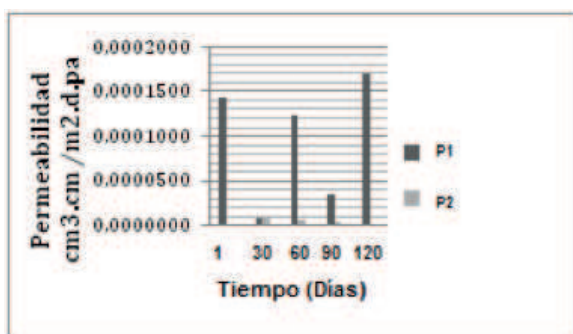 Permeabilidad
cm3.cm /m2.d.pa
0.0002000
0.0001500
0.0001000
0.0000500
0.0000000
1 30 60 90 120
Tiempo (Días)
P1
P2